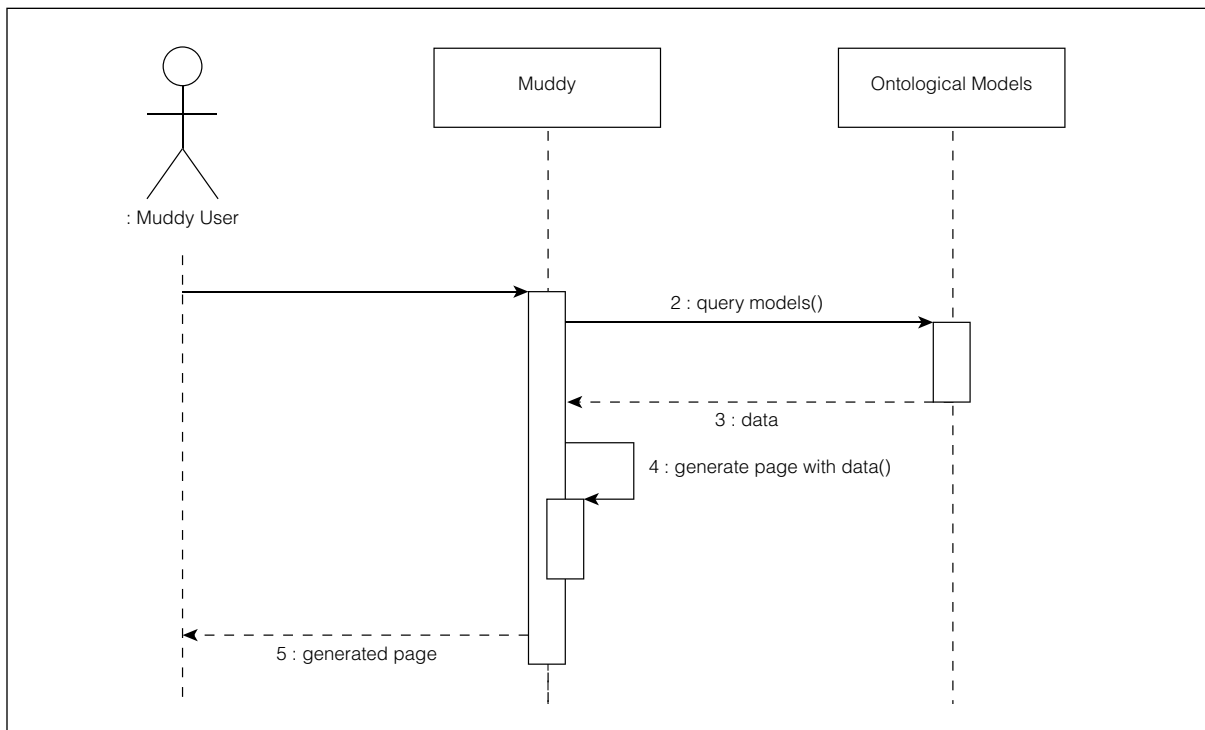 Muddy
Ontological Models
: Muddy User
2 : query models()
3 : data
4 : generate page with data()
5 : generated page